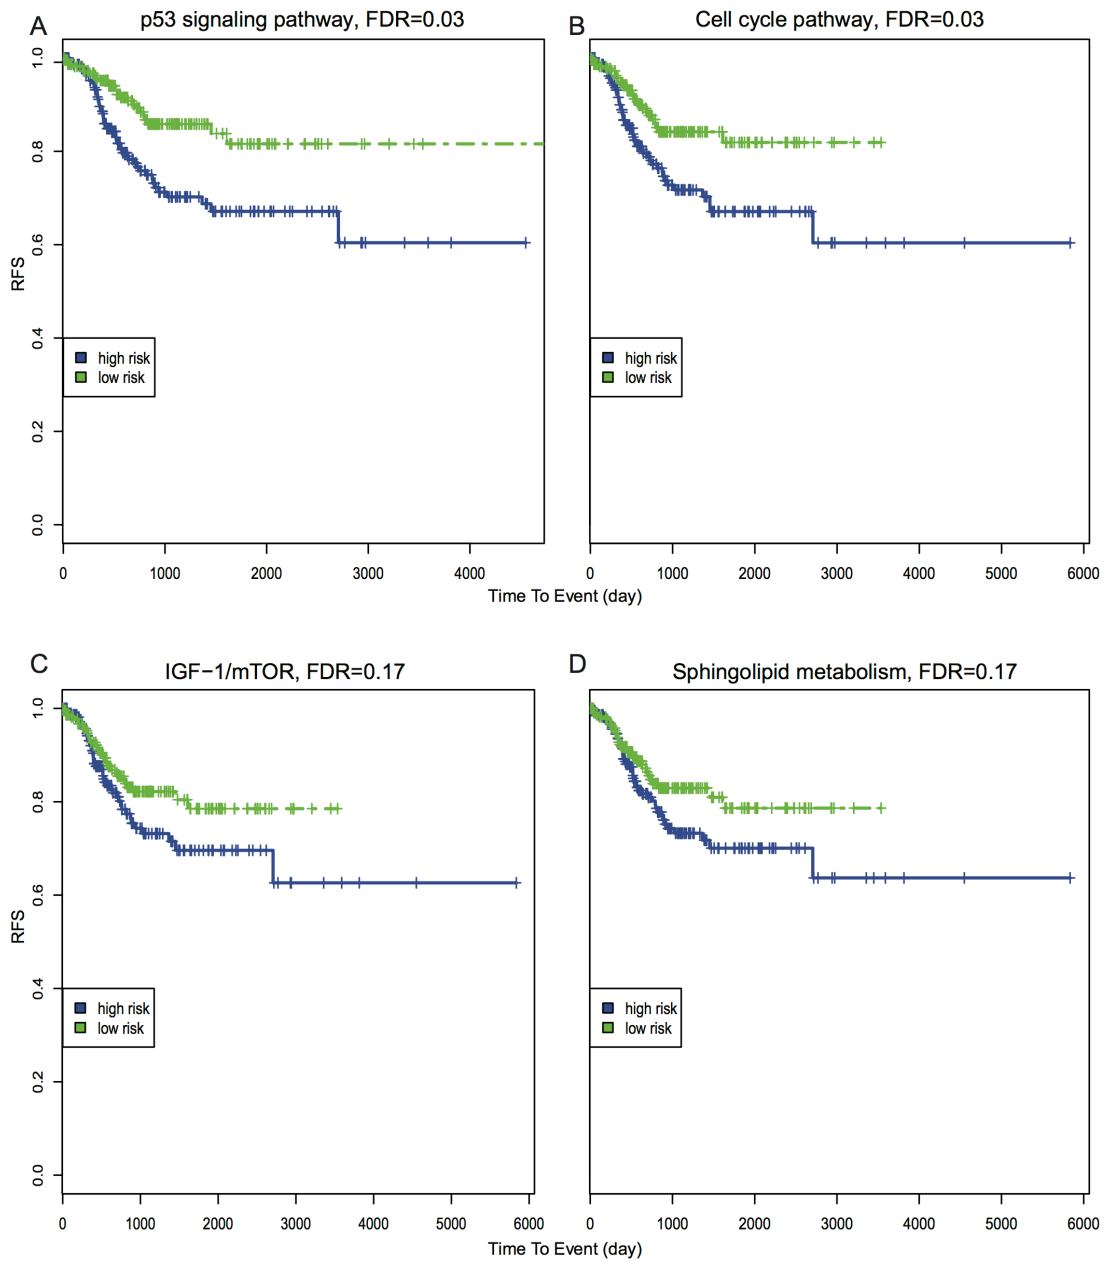 A
p53 signaling pathway, FDR=0.03
1.0
0.8
0.6
0.4
0.2
0.0
RFS
high risk
low risk
0 1000 2000 3000 4000
B
Cell cycle pathway, FDR=0.03
high risk
low risk
0 1000 2000 3000 4000 5000 6000
Time To Event (day)
C
IGF−1/mTOR, FDR=0.17
1.0
0.8
0.6
0.4
0.2
0.0
RFS
high risk
low risk
0 1000 2000 3000 4000 5000 6000
D
Sphingolipid metabolism, FDR=0.17
high risk
low risk
0 1000 2000 3000 4000 5000 6000
Time To Event (day)